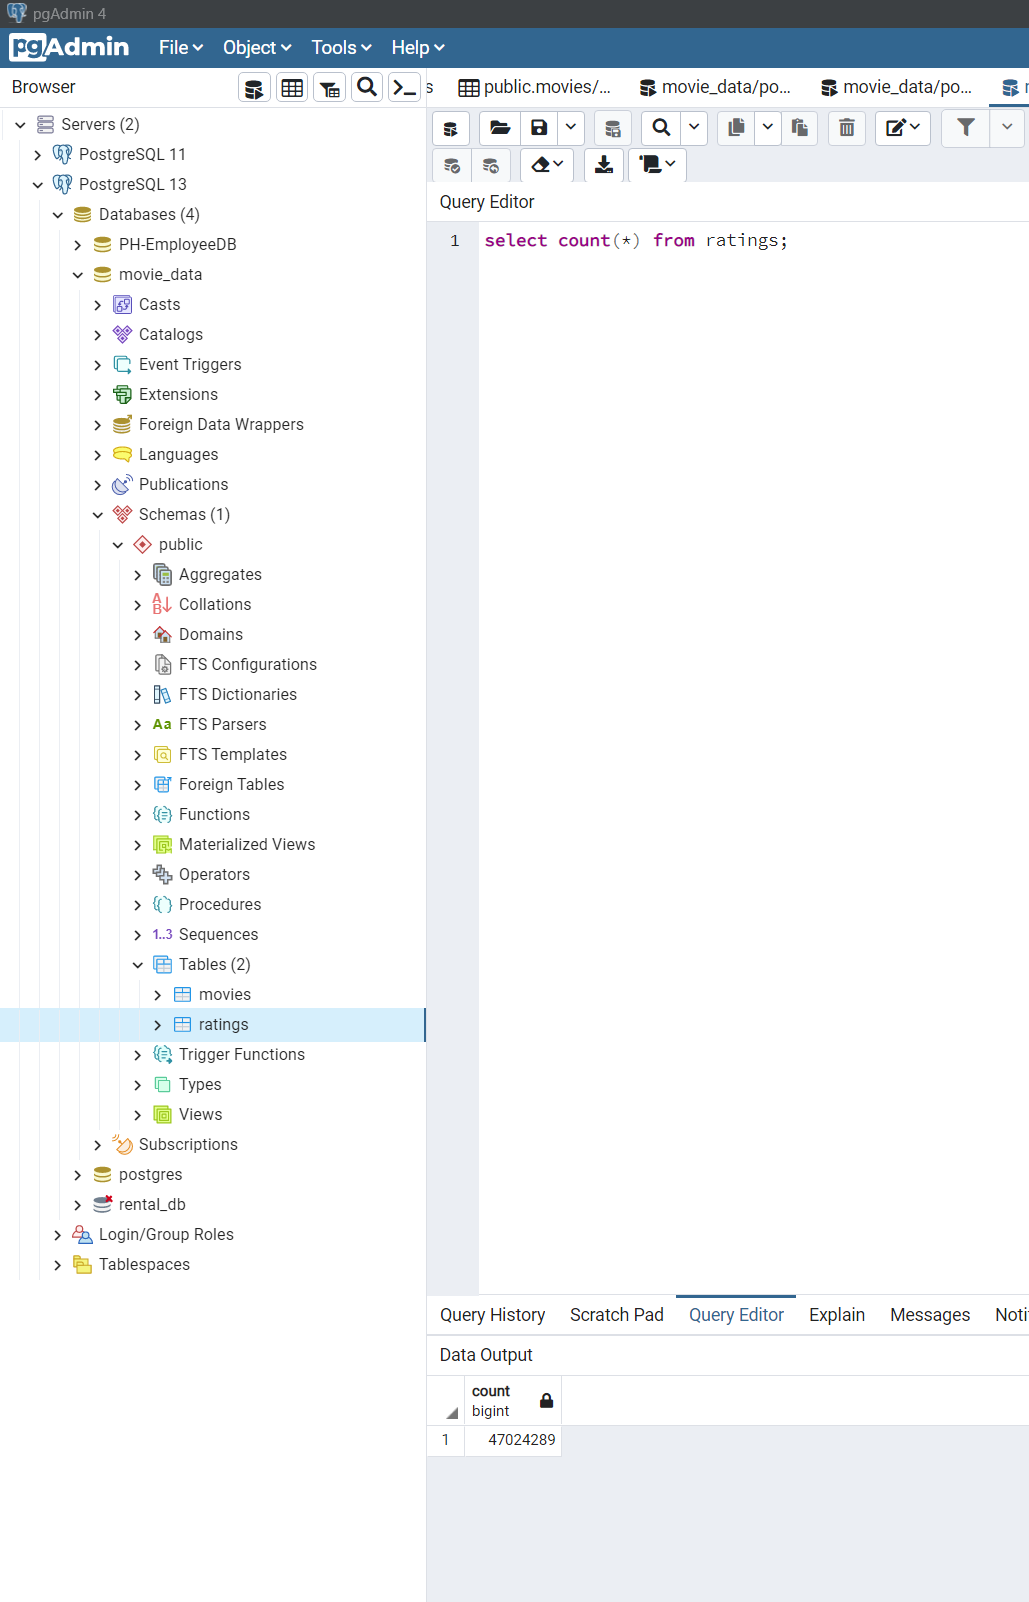 pgAdmin 4
pgAdmin File Object Tools Help
Browser
s public.movies/... movie_data/po... movie_data/po...
Servers (2)
PostgreSQL 11
PostgreSQL 13
Databases (4)
PH-EmployeeDB
movie_data
Casts
Catalogs
Event Triggers
Extensions
Foreign Data Wrappers
Languages
Publications
Schemas (1)
public
Aggregates
Collations
Domains
FTS Configurations
FTS Dictionaries
Aa FTS Parsers
FTS Templates
Foreign Tables
Functions
Materialized Views
Operators
Procedures
1..3 Sequences
Tables (2)
movies
ratings
Trigger Functions
Types
Views
Subscriptions
postgres
rental_db
Login/Group Roles
Tablespaces
Query Editor
1 select count(*) from ratings;
Query History Scratch Pad Query Editor Explain Messages Noti
Data Output
count
bigint
1 47024289